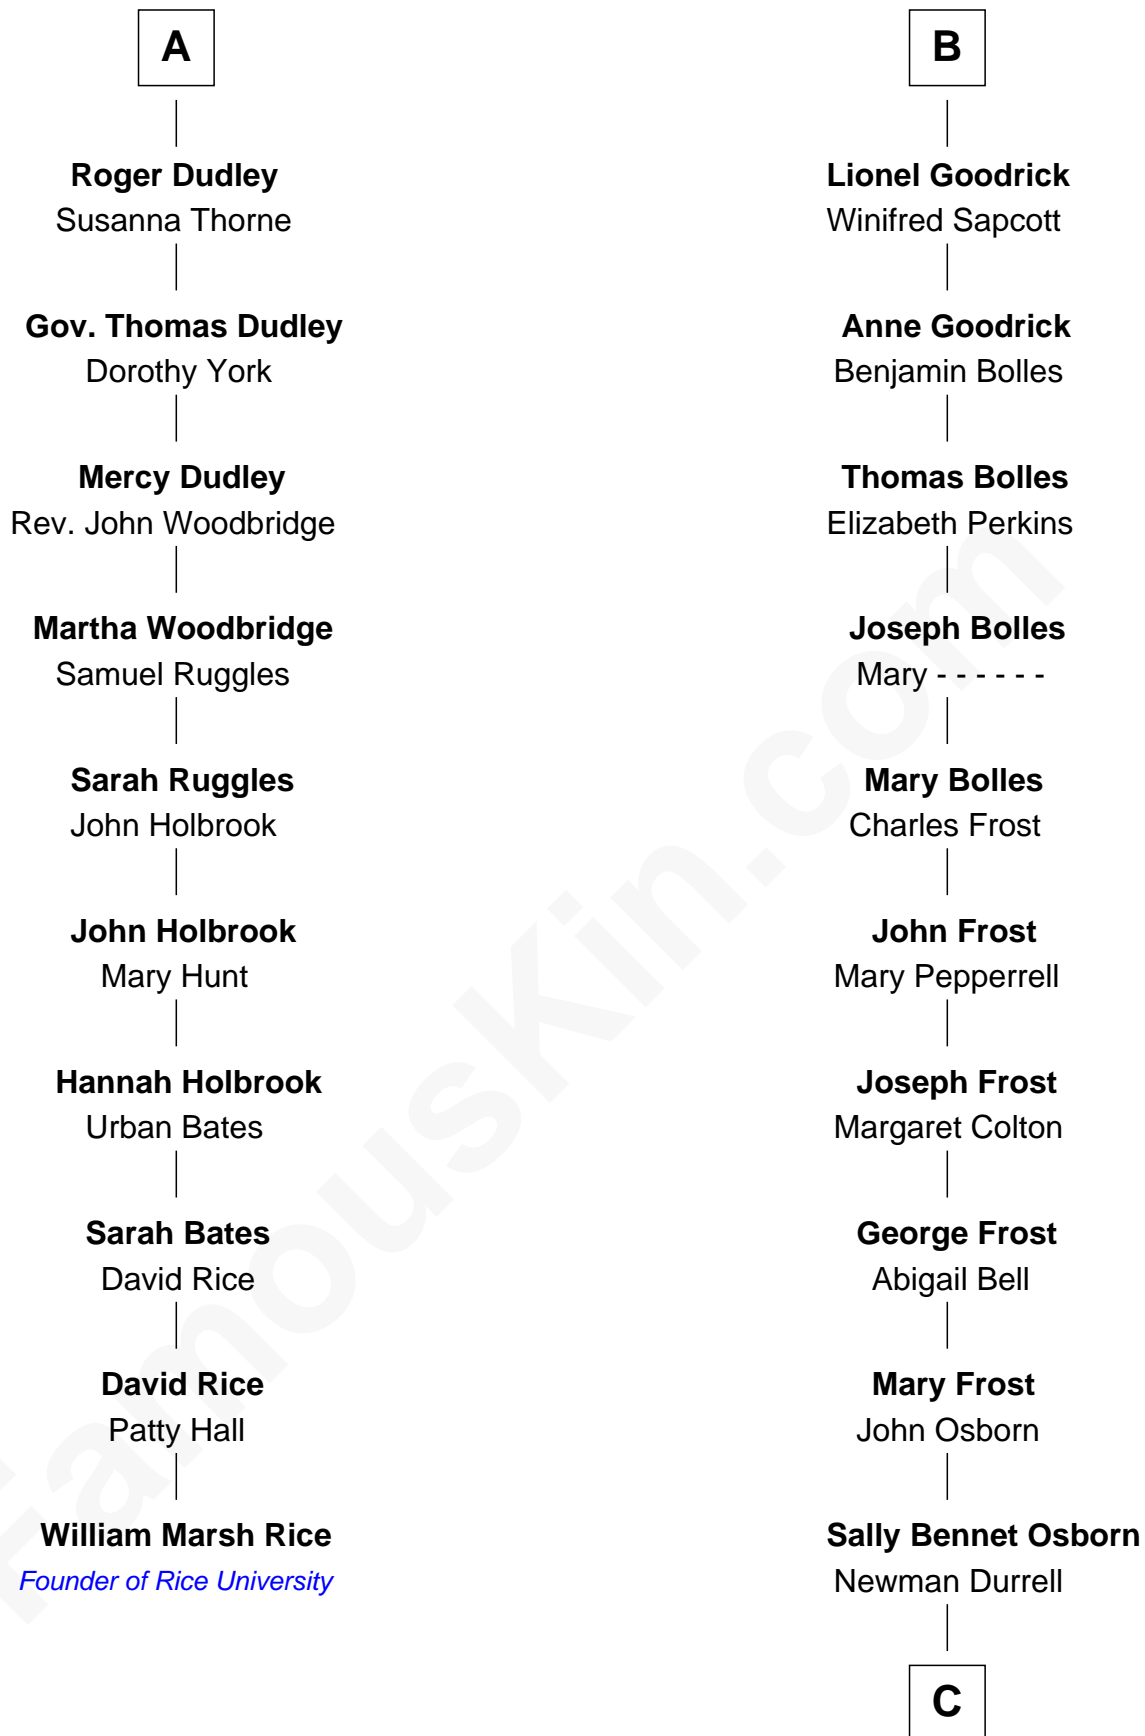 A
Roger Dudley
Susanna Thorne
Gov. Thomas Dudley
Dorothy York
Mercy Dudley
Rev. John Woodbridge
Martha Woodbridge
Samuel Ruggles
Sarah Ruggles
John Holbrook
John Holbrook
Mary Hunt
Hannah Holbrook
Urban Bates
Sarah Bates
David Rice
David Rice
Patty Hall
William Marsh Rice
Founder of Rice University
B
Lionel Goodrick
Winifred Sapcott
Anne Goodrick
Benjamin Bolles
Thomas Bolles
Elizabeth Perkins
Joseph Bolles
Mary - - - - - -
Mary Bolles
Charles Frost
John Frost
Mary Pepperrell
Joseph Frost
Margaret Colton
George Frost
Abigail Bell
Mary Frost
John Osborn
Sally Bennet Osborn
Newman Durrell
C
FamousKin.com